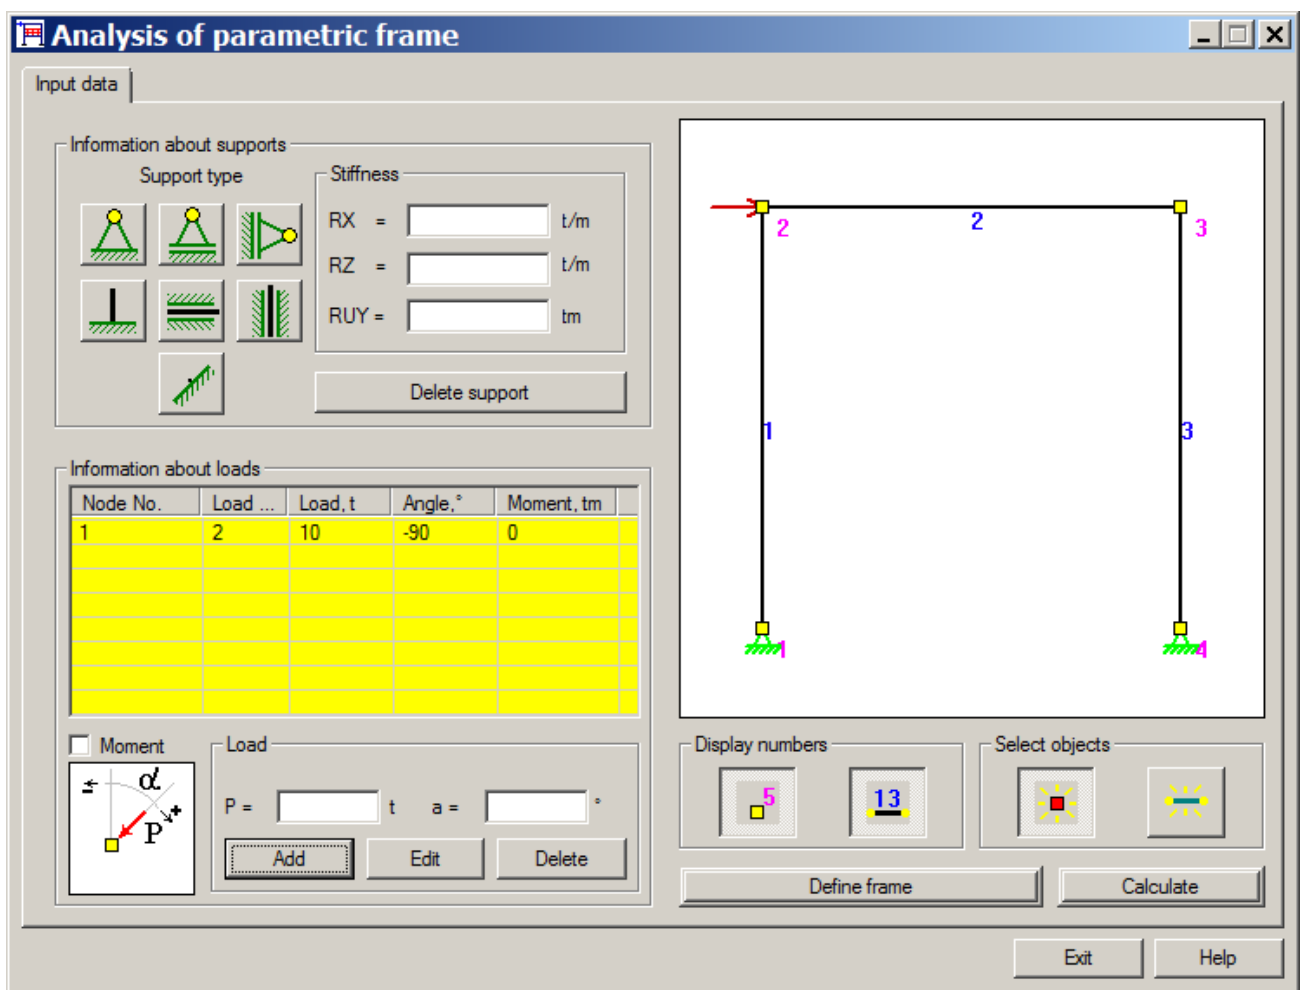 Analysis of parametric frame
Input data
Information about supports
Support type
Stiffness
RX = t/m
RZ = t/m
RUY = tm
Delete support
Information about loads
Node No. Load ... Load, t Angle,° Moment, tm
1 2 10 -90 0
Moment
α
± +
P
Load
P = t a = °
Add Edit Delete
2 2 3
1 3
1 4
Display numbers
5 13
Select objects
Define frame Calculate
Exit Help